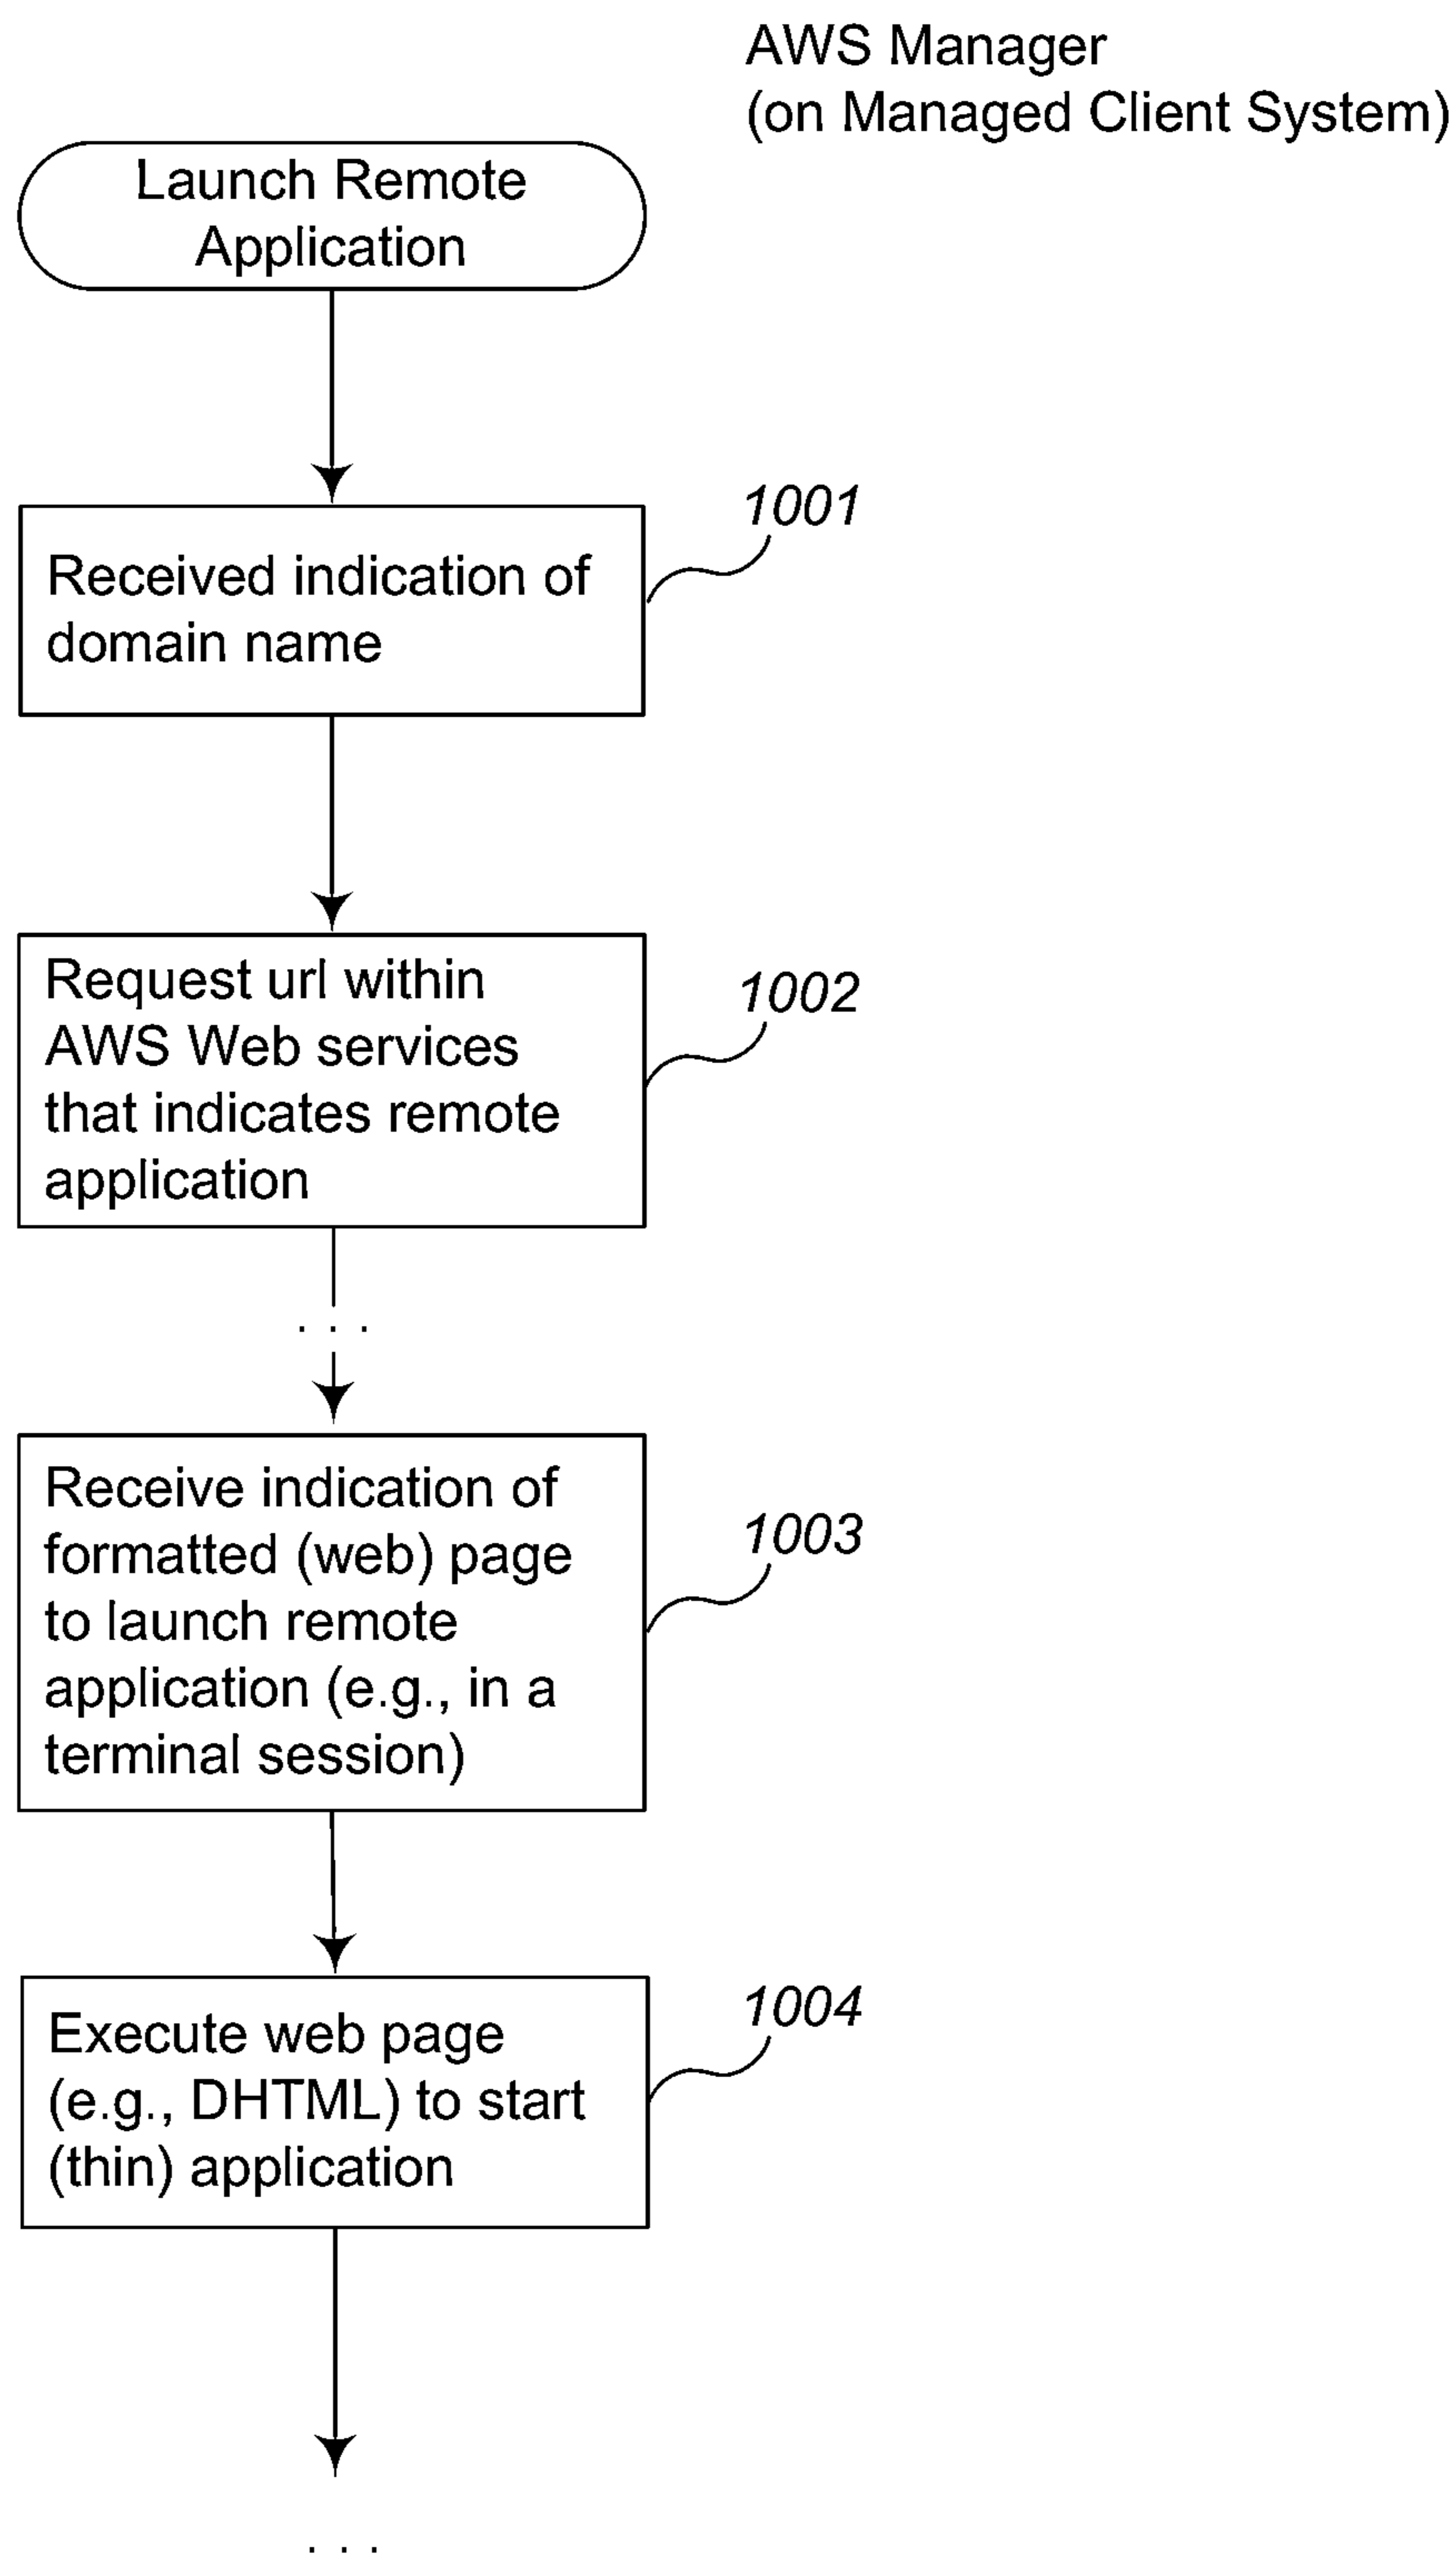 AWS Manager
(on Managed Client System)
Launch Remote
Application
1001
Received indication of
domain name
1002
Request url within
AWS Web services
that indicates remote
application
. . .
1003
Receive indication of
formatted (web) page
to launch remote
application (e.g., in a
terminal session)
1004
Execute web page
(e.g., DHTML) to start
(thin) application
. . .